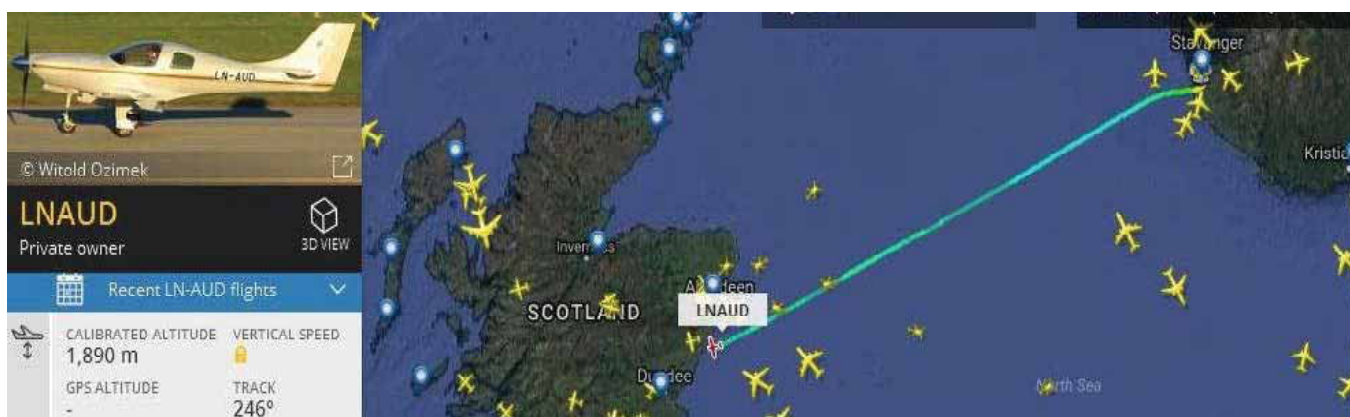 LN-AUD
© Witold Ozimek
LNAUD
Private owner
3D VIEW
Recent LN-AUD flights
CALIBRATED ALTITUDE
VERTICAL SPEED
1,890 m
GPS ALTITUDE
TRACK
-
246°
Stavanger
Kristia
Inverness
Aberdeen
SCOTLAND
LNAUD
Dundee
North Sea